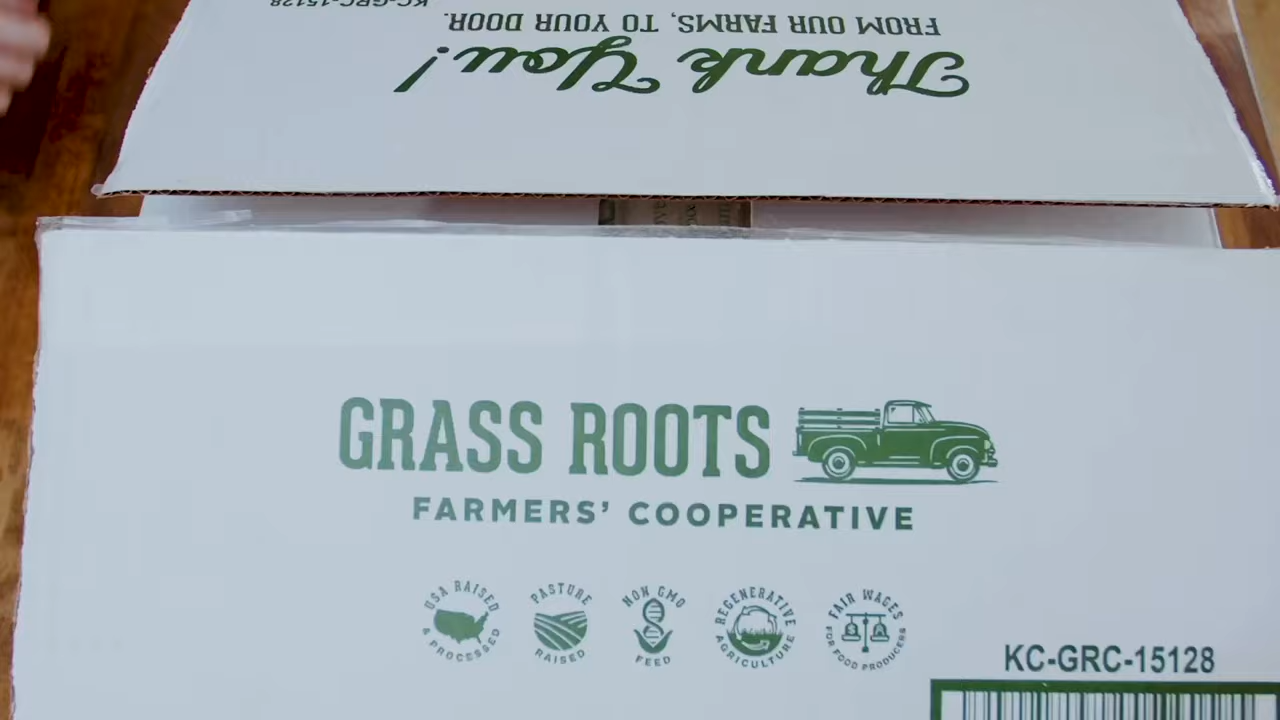 KC-GRC-15128
FROM OUR FARMS, TO YOUR DOOR.
Thank You!
GRASS ROOTS
FARMERS' COOPERATIVE
USA RAISED & PROCESSED
PASTURE RAISED
NON GMO FEED
REGENERATIVE AGRICULTURE
FAIR WAGES FOR FOOD PRODUCERS
KC-GRC-15128